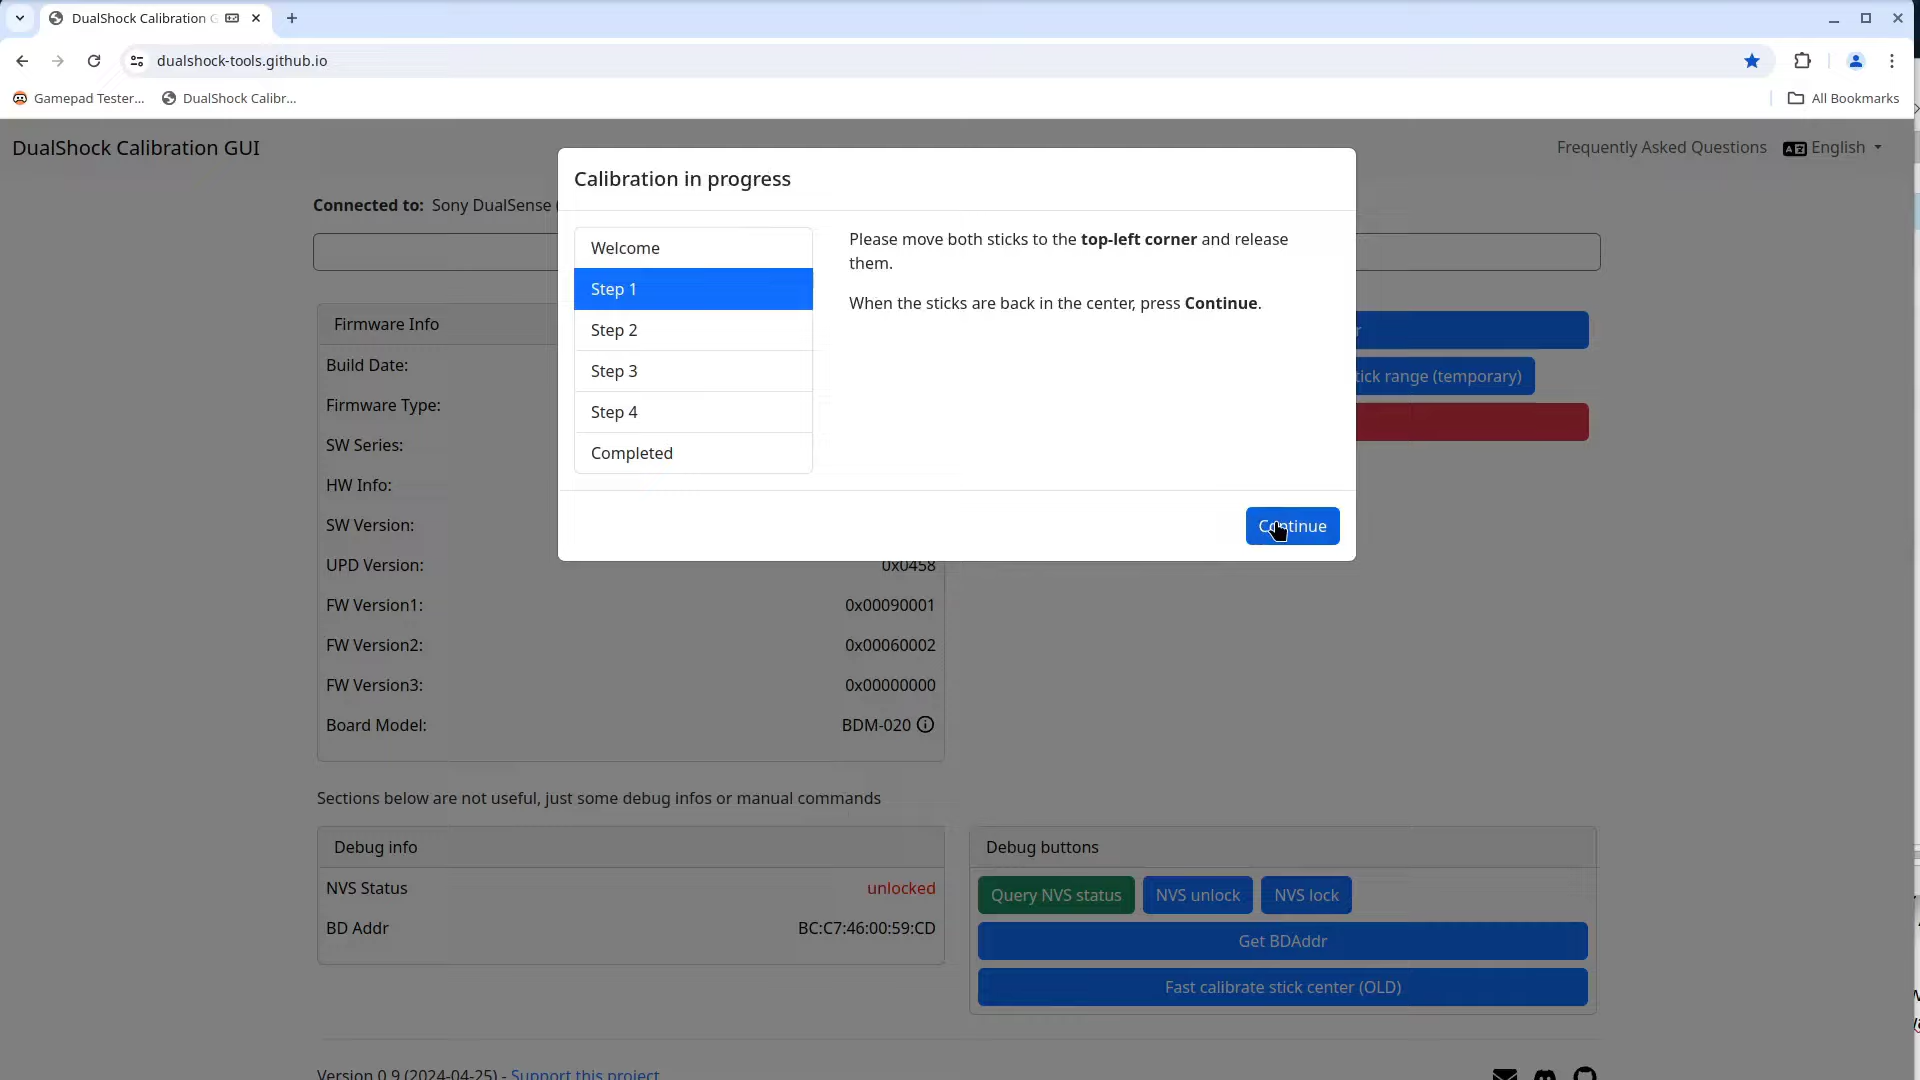 DualShock Calibration G
dualshock-tools.github.io
Gamepad Tester...
DualShock Calibr...
All Bookmarks
DualShock Calibration GUI
Frequently Asked Questions
English
Calibration in progress
Connected to: Sony DualSense (
Welcome
Step 1
Step 2
Step 3
Step 4
Completed
Please move both sticks to the top-left corner and release
them.
When the sticks are back in the center, press Continue.
Continue
tick range (temporary)
Firmware Info
Build Date:
Firmware Type:
SW Series:
HW Info:
SW Version:
UPD Version: 0x0458
FW Version1: 0x00090001
FW Version2: 0x00060002
FW Version3: 0x00000000
Board Model: BDM-020
Sections below are not useful, just some debug infos or manual commands
Debug info
NVS Status unlocked
BD Addr BC:C7:46:00:59:CD
Debug buttons
Query NVS status
NVS unlock
NVS lock
Get BDAddr
Fast calibrate stick center (OLD)
Version 0.9 (2024-04-25) - Support this project